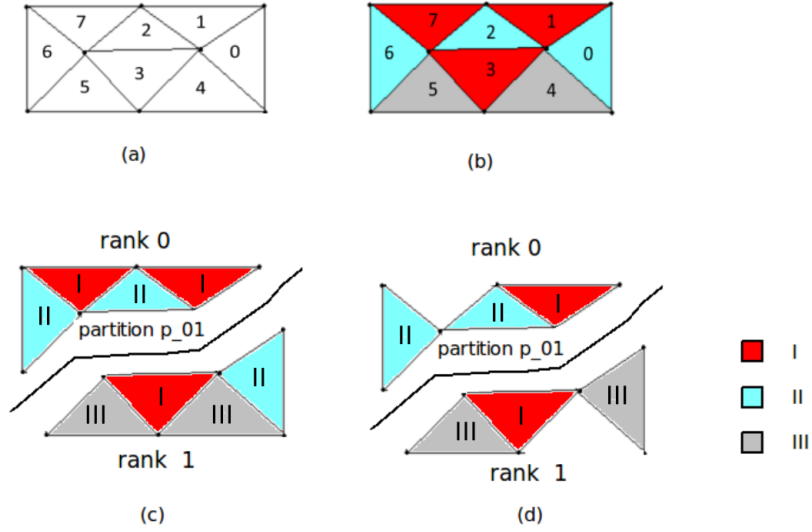 7 2 1
6 0
3
5 4
(a)
7 2 1
6 0
3
5 4
(b)
rank 0
I I
II II
partition p_01
I II
III III
rank 1
(c)
rank 0
II II I
partition p_01
I III
III
rank 1
(d)
I
II
III